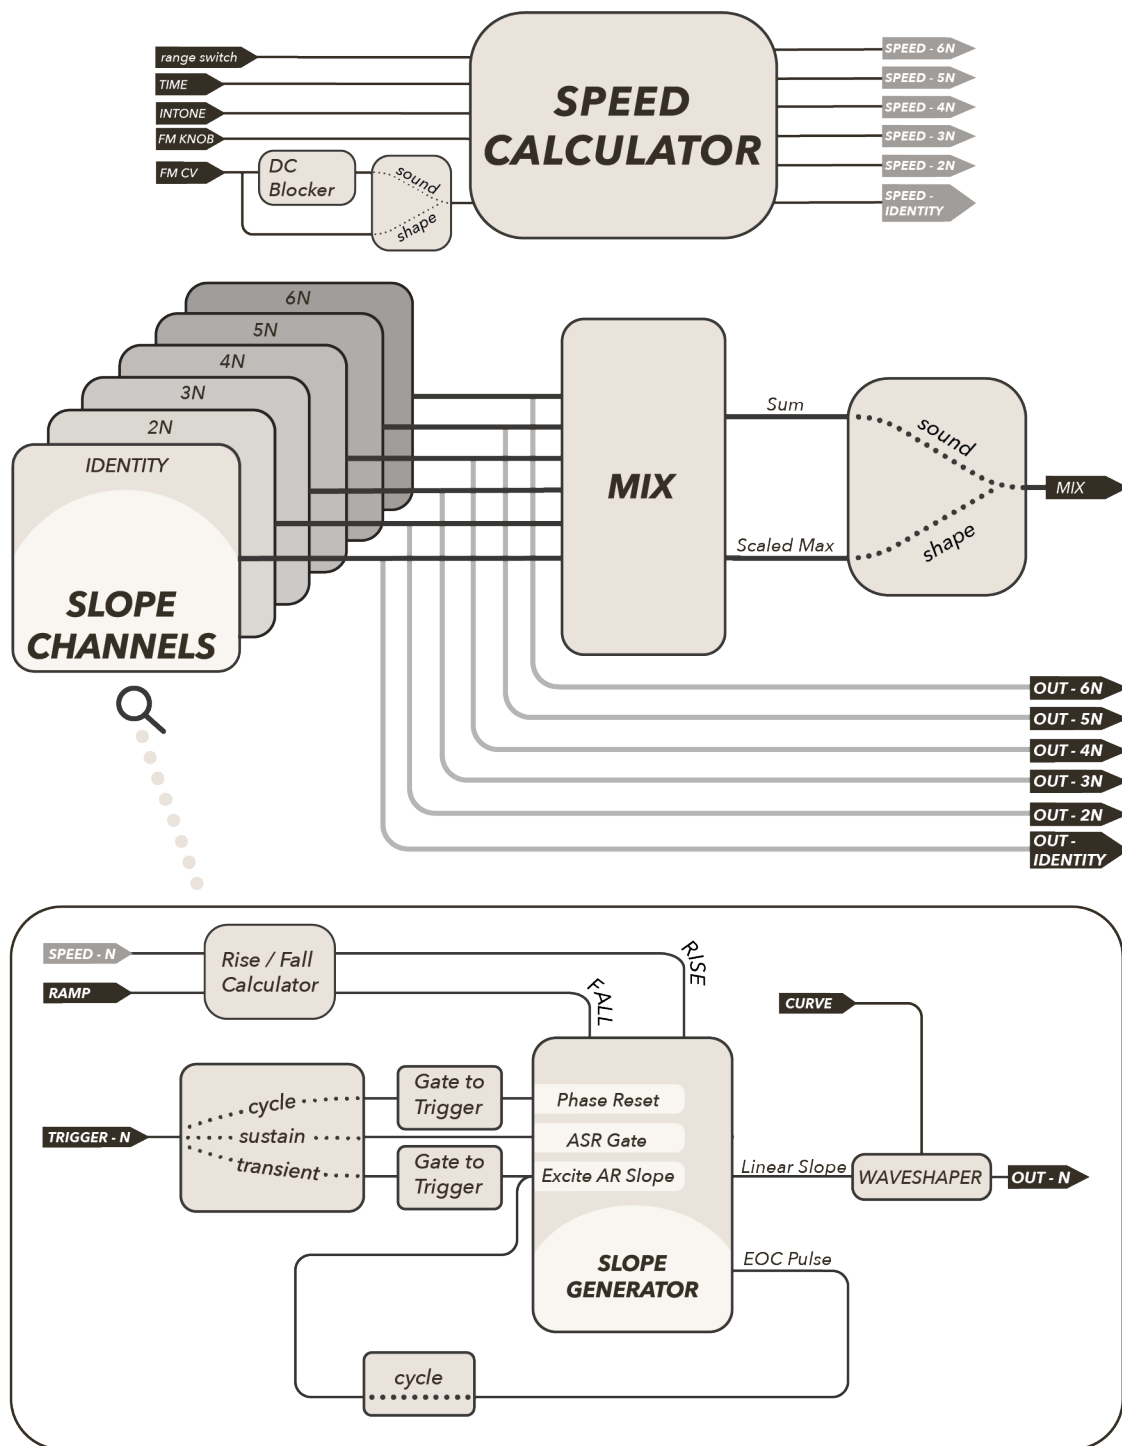 range switch
TIME
INTONE
FM KNOB
FM CV
DC
Blocker
sound
shape
SPEED
CALCULATOR
SPEED - 6N
SPEED - 5N
SPEED - 4N
SPEED - 3N
SPEED - 2N
SPEED -
IDENTITY
6N
5N
4N
3N
2N
IDENTITY
SLOPE
CHANNELS
MIX
Sum
Scaled Max
sound
shape
MIX
OUT - 6N
OUT - 5N
OUT - 4N
OUT - 3N
OUT - 2N
OUT -
IDENTITY
SPEED - N
RAMP
Rise / Fall
Calculator
RISE
FALL
CURVE
TRIGGER - N
cycle
sustain
transient
Gate to
Trigger
Gate to
Trigger
Phase Reset
ASR Gate
Excite AR Slope
SLOPE
GENERATOR
Linear Slope
WAVESHAPER
OUT - N
EOC Pulse
cycle